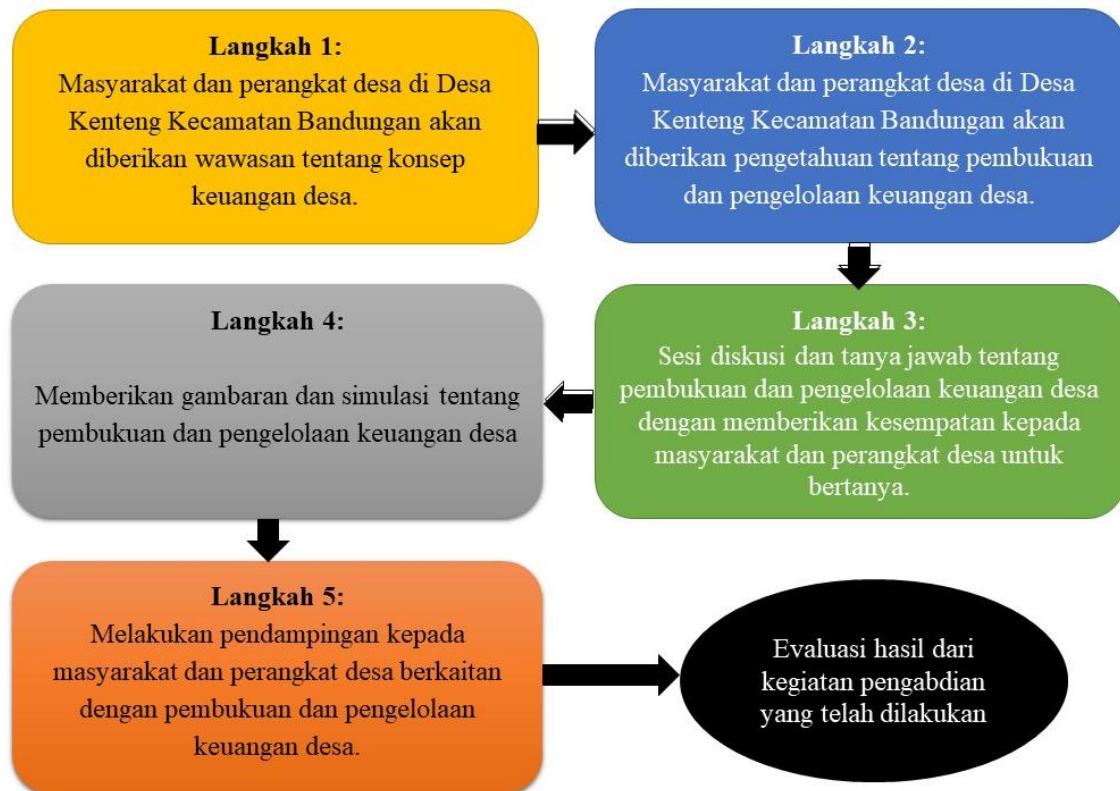 Langkah 1:
Masyarakat dan perangkat desa di Desa
Kenteng Kecamatan Bandungan akan
diberikan wawasan tentang konsep
keuangan desa.
Langkah 2:
Masyarakat dan perangkat desa di Desa
Kenteng Kecamatan Bandungan akan
diberikan pengetahuan tentang pembukuan
dan pengelolaan keuangan desa.
Langkah 3:
Sesi diskusi dan tanya jawab tentang
pembukuan dan pengelolaan keuangan desa
dengan memberikan kesempatan kepada
masyarakat dan perangkat desa untuk
bertanya.
Langkah 4:
Memberikan gambaran dan simulasi tentang
pembukuan dan pengelolaan keuangan desa
Langkah 5:
Melakukan pendampingan kepada
masyarakat dan perangkat desa berkaitan
dengan pembukuan dan pengelolaan
keuangan desa.
Evaluasi hasil dari
kegiatan pengabdian
yang telah dilakukan